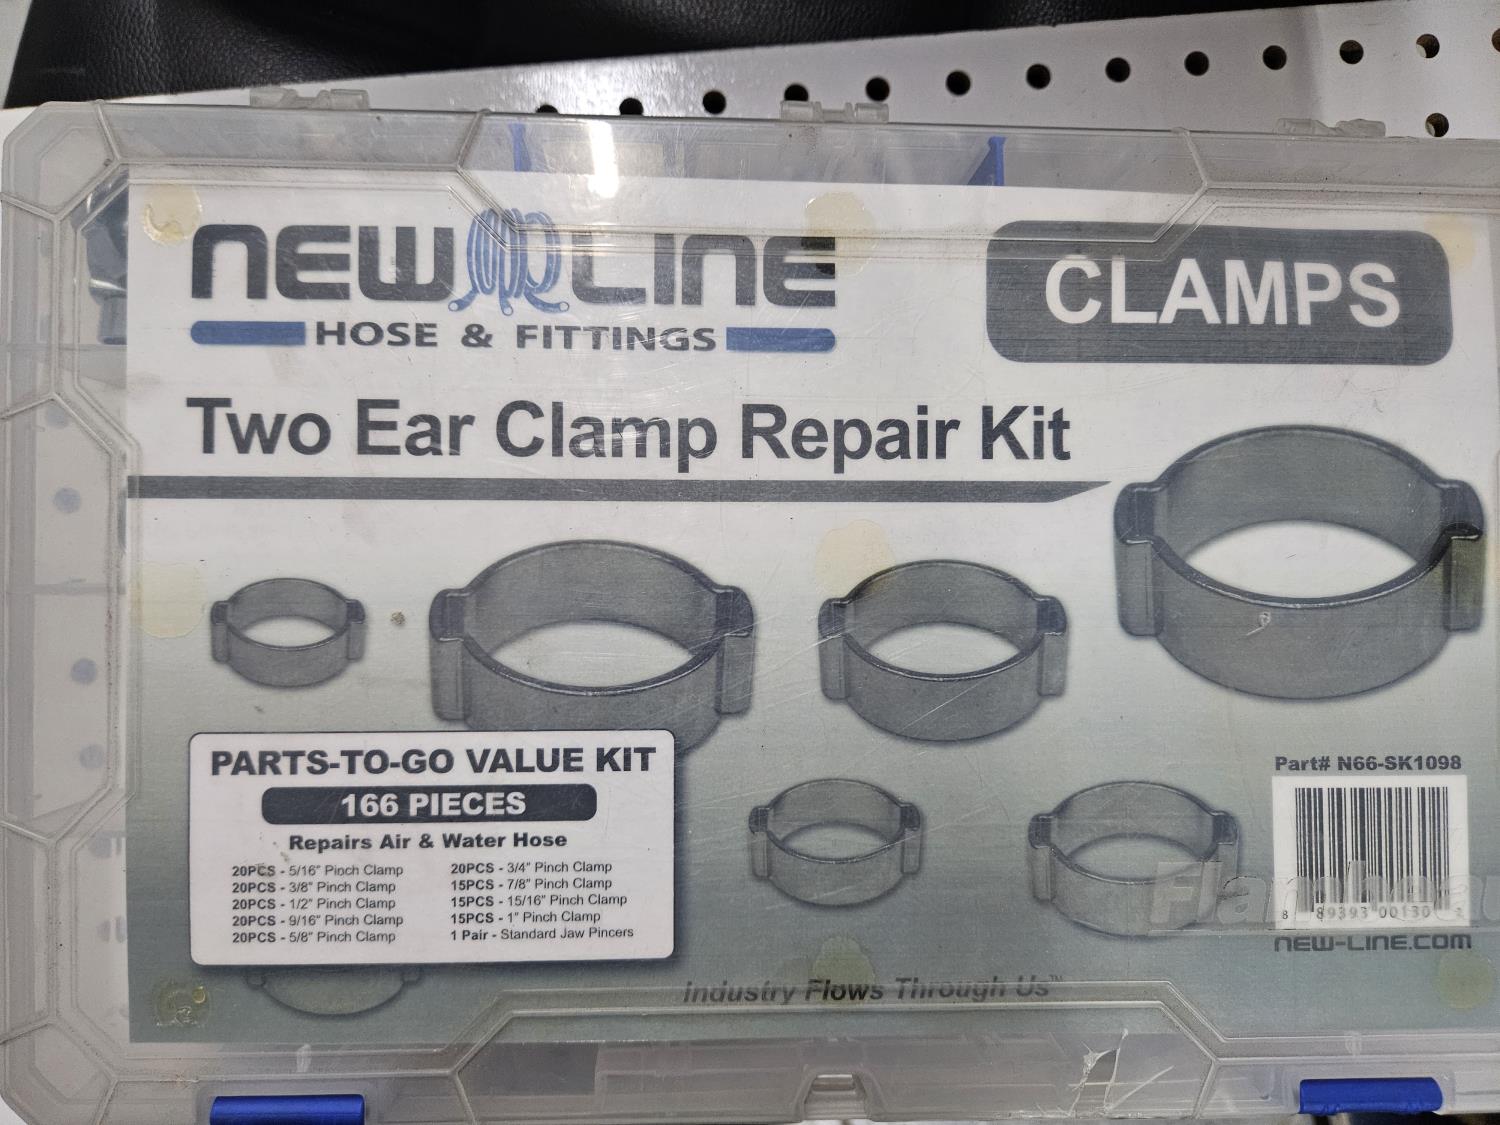 NEW LINE
HOSE & FITTINGS
CLAMPS
Two Ear Clamp Repair Kit
PARTS-TO-GO VALUE KIT
166 PIECES
Repairs Air & Water Hose
20PCS - 5/16" Pinch Clamp
20PCS - 3/8" Pinch Clamp
20PCS - 1/2" Pinch Clamp
20PCS - 9/16" Pinch Clamp
20PCS - 5/8" Pinch Clamp
20PCS - 3/4" Pinch Clamp
15PCS - 7/8" Pinch Clamp
15PCS - 15/16" Pinch Clamp
15PCS - 1" Pinch Clamp
1 Pair - Standard Jaw Pincers
Part# N66-SK1098
8 89393 00130
NEW-LINE.COM
Industry Flows Through Us™